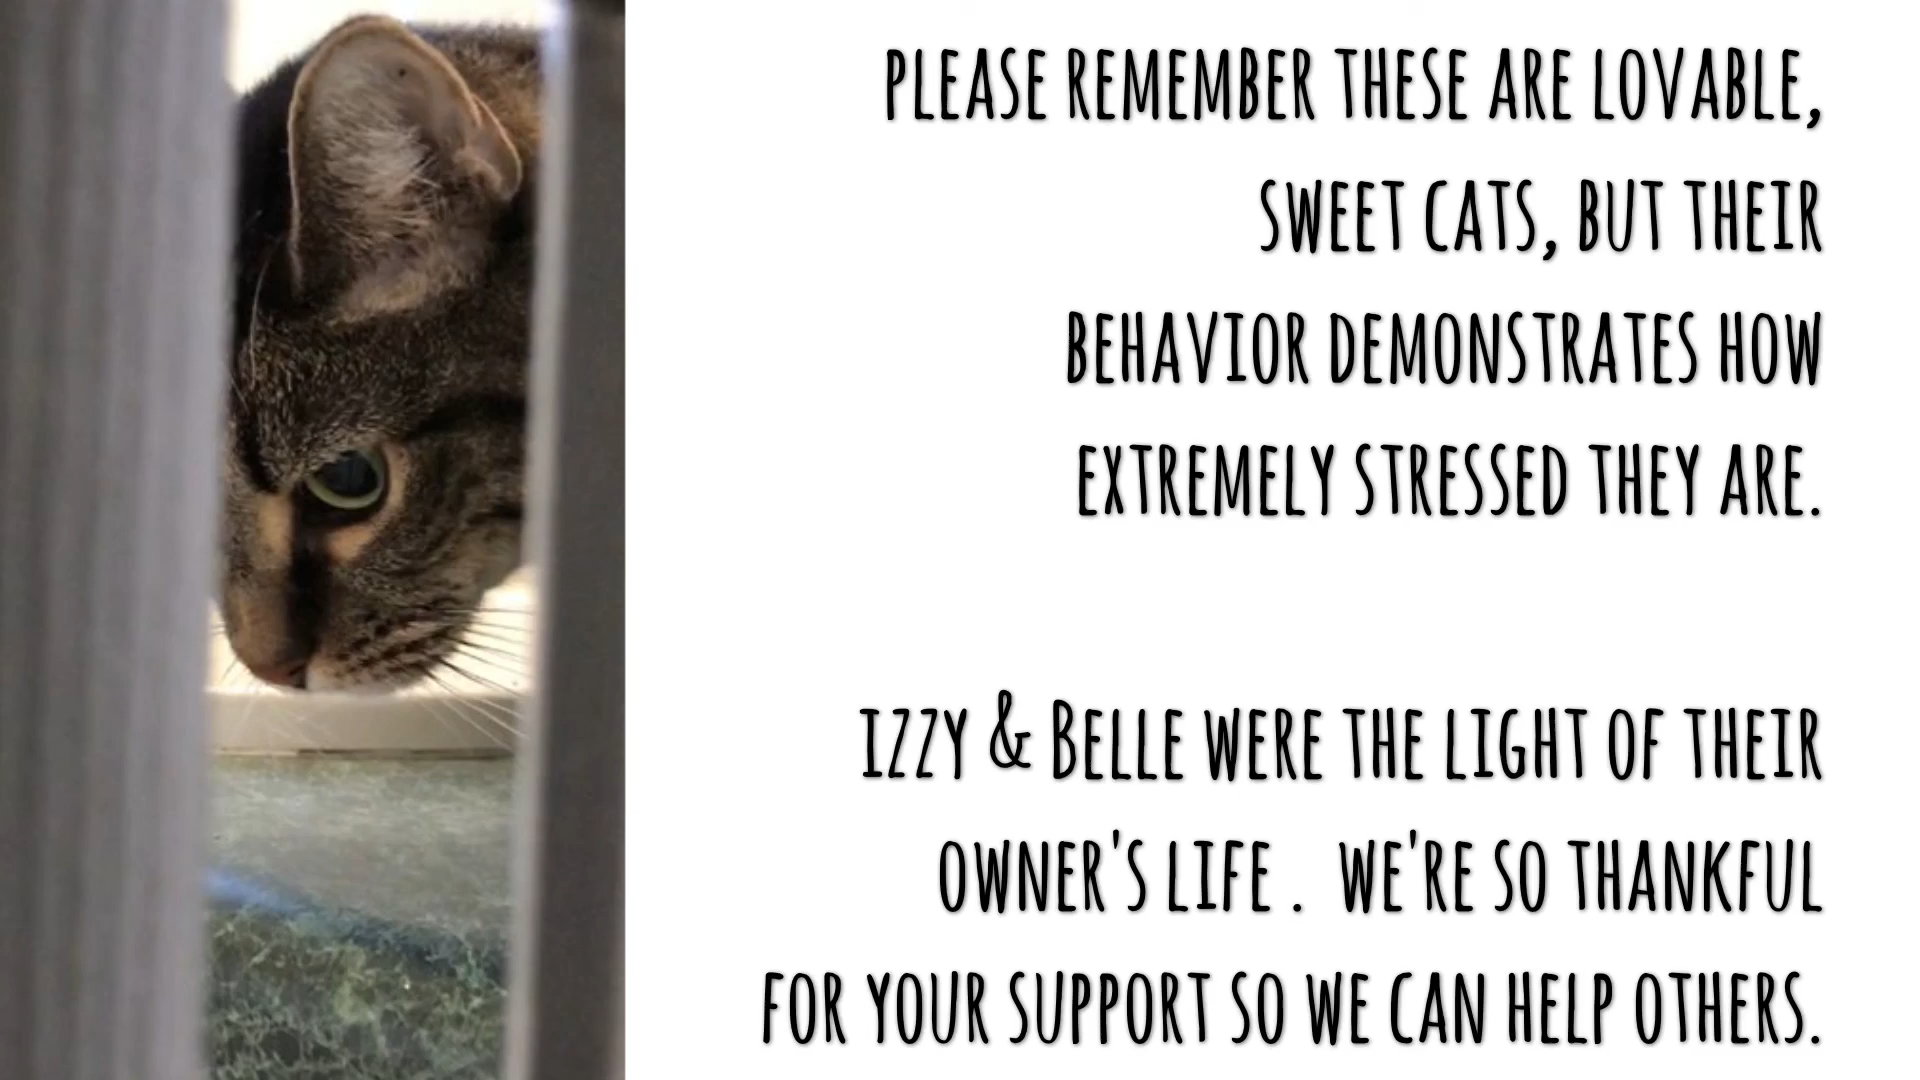 PLEASE REMEMBER THESE ARE LOVABLE,
SWEET CATS, BUT THEIR
BEHAVIOR DEMONSTRATES HOW
EXTREMELY STRESSED THEY ARE.
IZZY & BELLE WERE THE LIGHT OF THEIR
OWNER'S LIFE . WE'RE SO THANKFUL
FOR YOUR SUPPORT SO WE CAN HELP OTHERS.